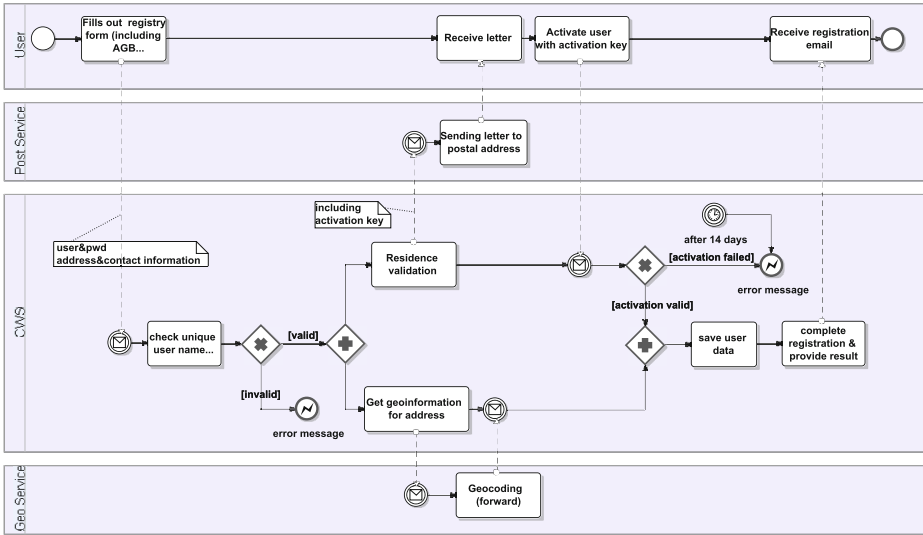 User
Fills out  registry
form (including
AGB...
Receive letter
Activate user
with activation key
Receive registration
email
Post Service
Sending letter to
postal address
CWS
user&pwd
address&contact information
including
activation key
Residence
validation
after 14 days
[activation failed]
error message
[activation valid]
check unique
user name...
[valid]
[invalid]
error message
Get geoinformation
for address
save user
data
complete
registration &
provide result
Geo Service
Geocoding
(forward)